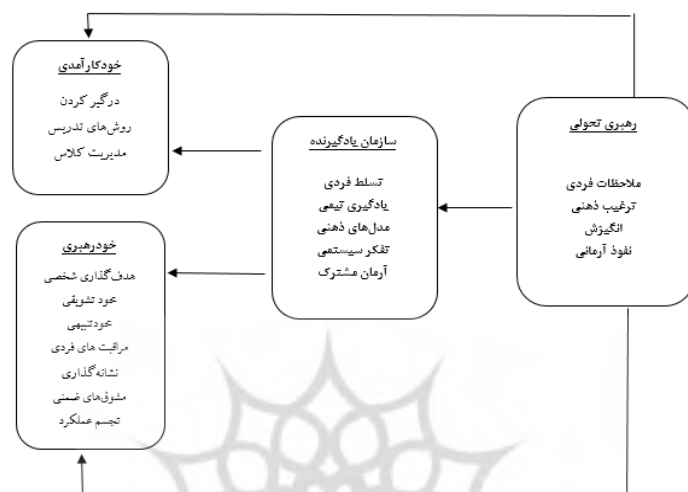 رهبری تحولی
ملاحظات فردی
ترغیب ذهنی
انگیزش
نفوذ آرمانی
سازمان یادگیرنده
تسلط فردی
یادگیری تیمی
مدل‌های ذهنی
تفکر سیستمی
آرمان مشترک
خودکارآمدی
درگیر کردن
روش‌های تدریس
مدیریت کلاس
خودرهبری
هدف‌گذاری شخصی
خود تشویقی
خودتنبیهی
مراقبت های فردی
نشانه‌گذاری
مشوق‌های ضمنی
تجسم عملکرد